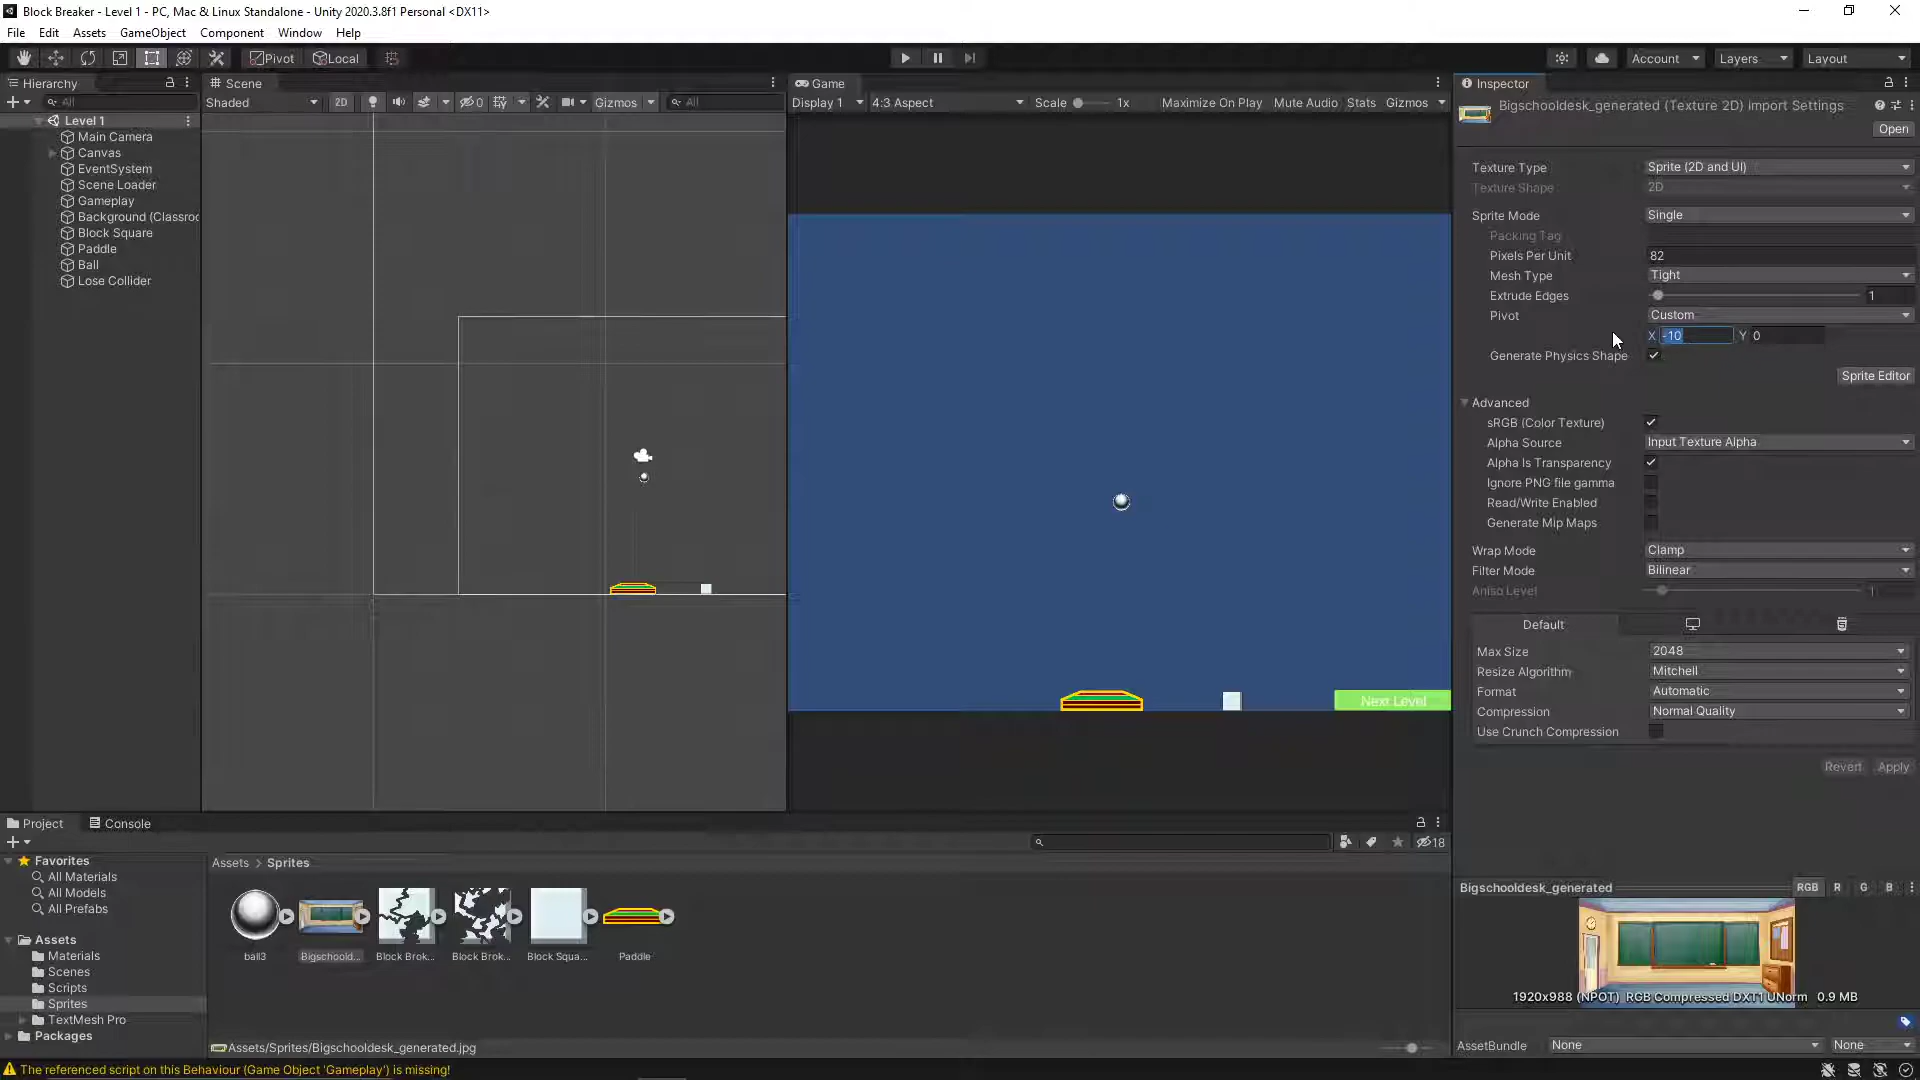 Block Breaker - Level 1 - PC, Mac & Linux Standalone - Unity 2020.3.8f1 Personal <DX11>
File Edit Assets GameObject Component Window Help
Pivot Local Account Layers Layout
Hierarchy
All
Level 1
Main Camera
Canvas
EventSystem
Scene Loader
Gameplay
Background (Classroo
Block Square
Paddle
Ball
Lose Collider
Scene
Shaded 2D 0 Gizmos All
Game
Display 1 4:3 Aspect Scale 1x Maximize On Play Mute Audio Stats Gizmos
Next Level
Inspector
Bigschooldesk_generated (Texture 2D) Import Settings
Open
Texture Type Sprite (2D and UI)
Texture Shape 2D
Sprite Mode Single
Packing Tag
Pixels Per Unit 82
Mesh Type Tight
Extrude Edges 1
Pivot Custom
X -10 Y 0
Generate Physics Shape
Sprite Editor
Advanced
sRGB (Color Texture)
Alpha Source Input Texture Alpha
Alpha Is Transparency
Ignore PNG file gamma
Read/Write Enabled
Generate Mip Maps
Wrap Mode Clamp
Filter Mode Bilinear
Aniso Level 1
Default
Max Size 2048
Resize Algorithm Mitchell
Format Automatic
Compression Normal Quality
Use Crunch Compression
Revert Apply
Project Console
18
Favorites
All Materials
All Models
All Prefabs
Assets
Materials
Scenes
Scripts
Sprites
TextMesh Pro
Packages
Assets > Sprites
ball3 Bigschoold... Block Brok... Block Brok... Block Squa... Paddle
Assets/Sprites/Bigschooldesk_generated.jpg
Bigschooldesk_generated RGB R G B
1920x988 (NPOT) RGB Compressed DXT1 UNorm 0.9 MB
AssetBundle None None
The referenced script on this Behaviour (Game Object 'Gameplay') is missing!